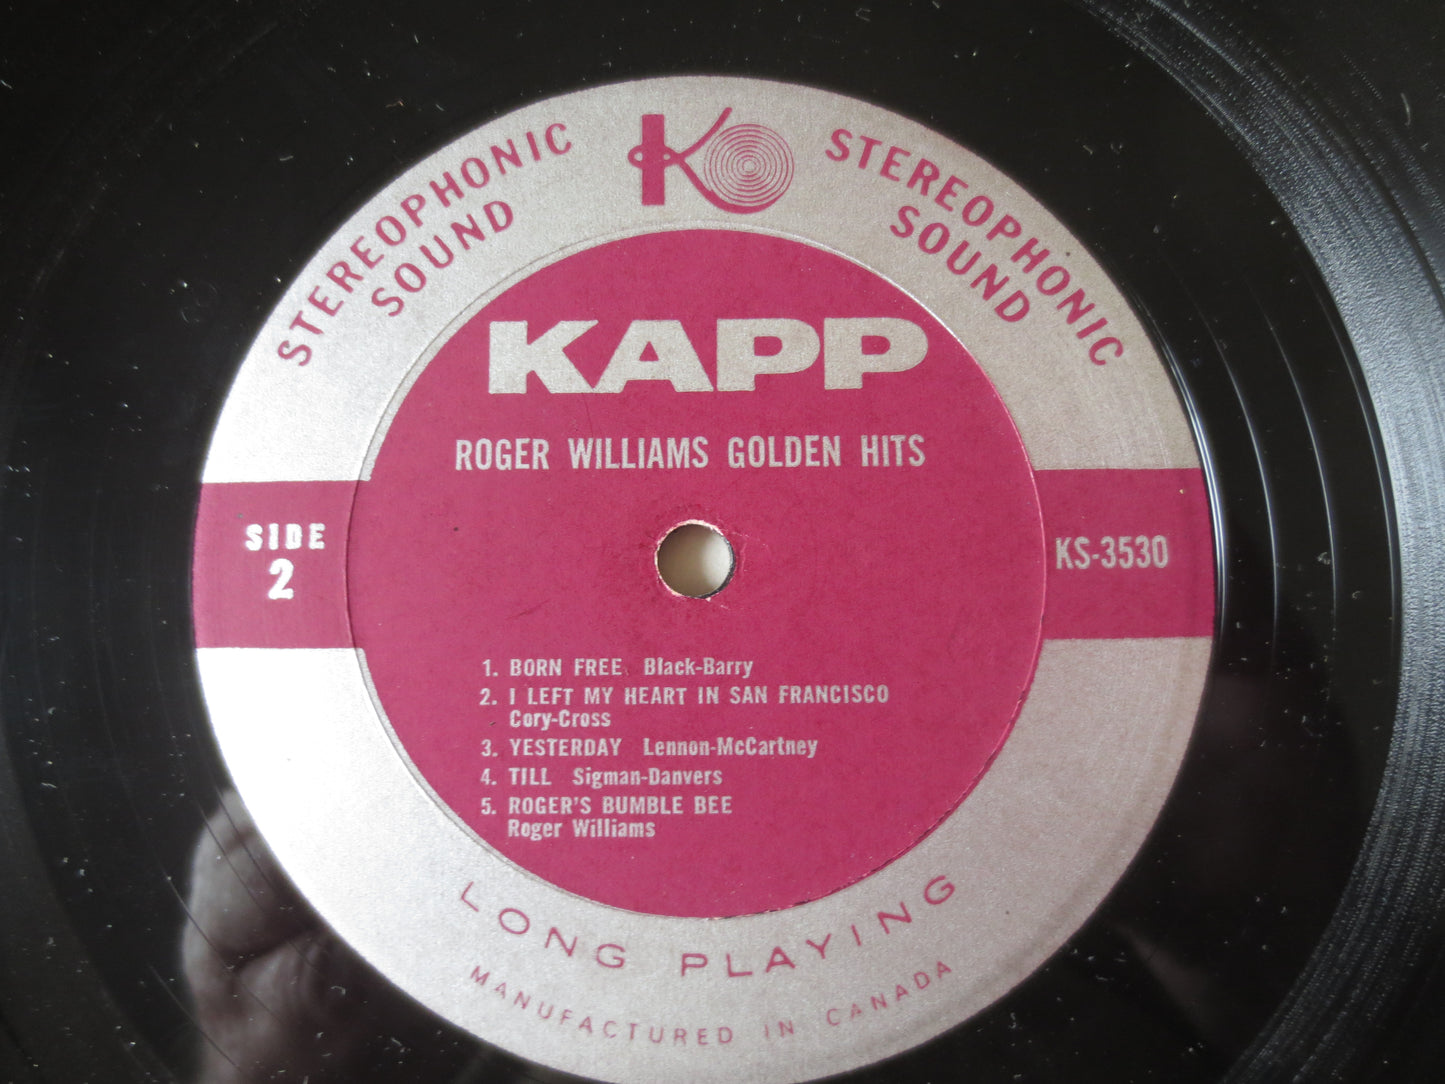 STEREOPHONIC
SOUND
K
STEREOPHONIC
SOUND
KAPP
ROGER WILLIAMS GOLDEN HITS
SIDE
2
KS-3530
1. BORN FREE Black-Barry
2. I LEFT MY HEART IN SAN FRANCISCO
Cory-Cross
3. YESTERDAY Lennon-McCartney
4. TILL Sigman-Danvers
5. ROGER'S BUMBLE BEE
Roger Williams
LONG PLAYING
MANUFACTURED IN CANADA